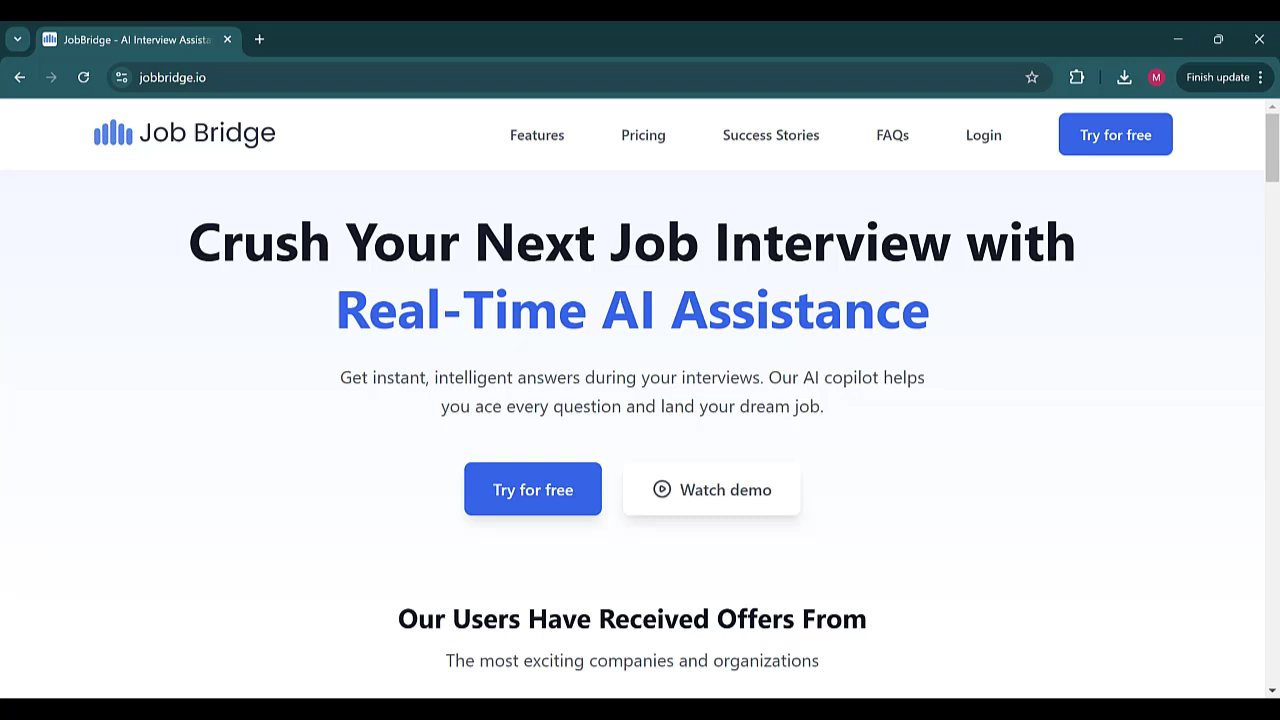 JobBridge - AI Interview Assista
jobbridge.io
M
Finish update
Job Bridge
Features
Pricing
Success Stories
FAQs
Login
Try for free
Crush Your Next Job Interview with
Real-Time AI Assistance
Get instant, intelligent answers during your interviews. Our AI copilot helps
you ace every question and land your dream job.
Try for free
Watch demo
Our Users Have Received Offers From
The most exciting companies and organizations